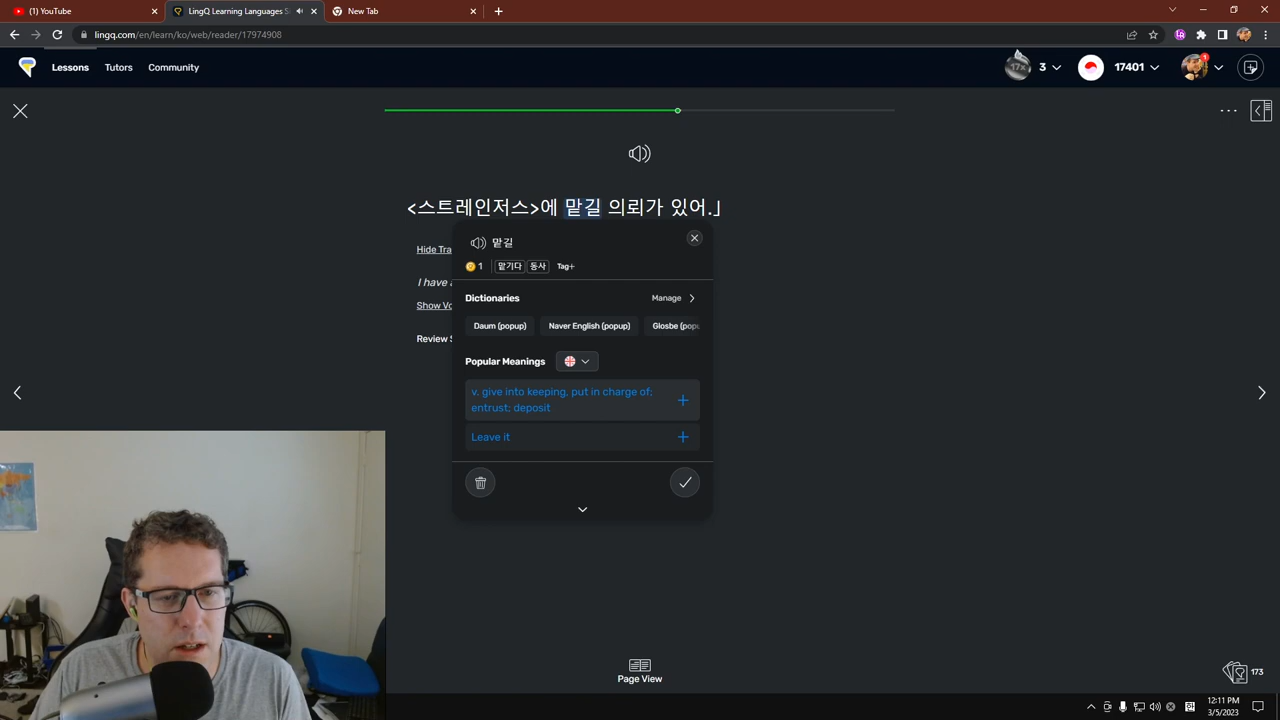 (1) YouTube
LingQ Learning Languages S
New Tab
lingq.com/en/learn/ko/web/reader/17974908
Lessons
Tutors
Community
17x
3
17401
1
<스트레인저스>에 맡길 의뢰가 있어.」
Hide Tra
맡길
1
맡기다
동사
Tag+
I have a
Dictionaries
Manage
Show Vo
Daum (popup)
Naver English (popup)
Glosbe (popu
Review S
Popular Meanings
v. give into keeping, put in charge of;
entrust; deposit
Leave it
Page View
173
12:11 PM
3/5/2023